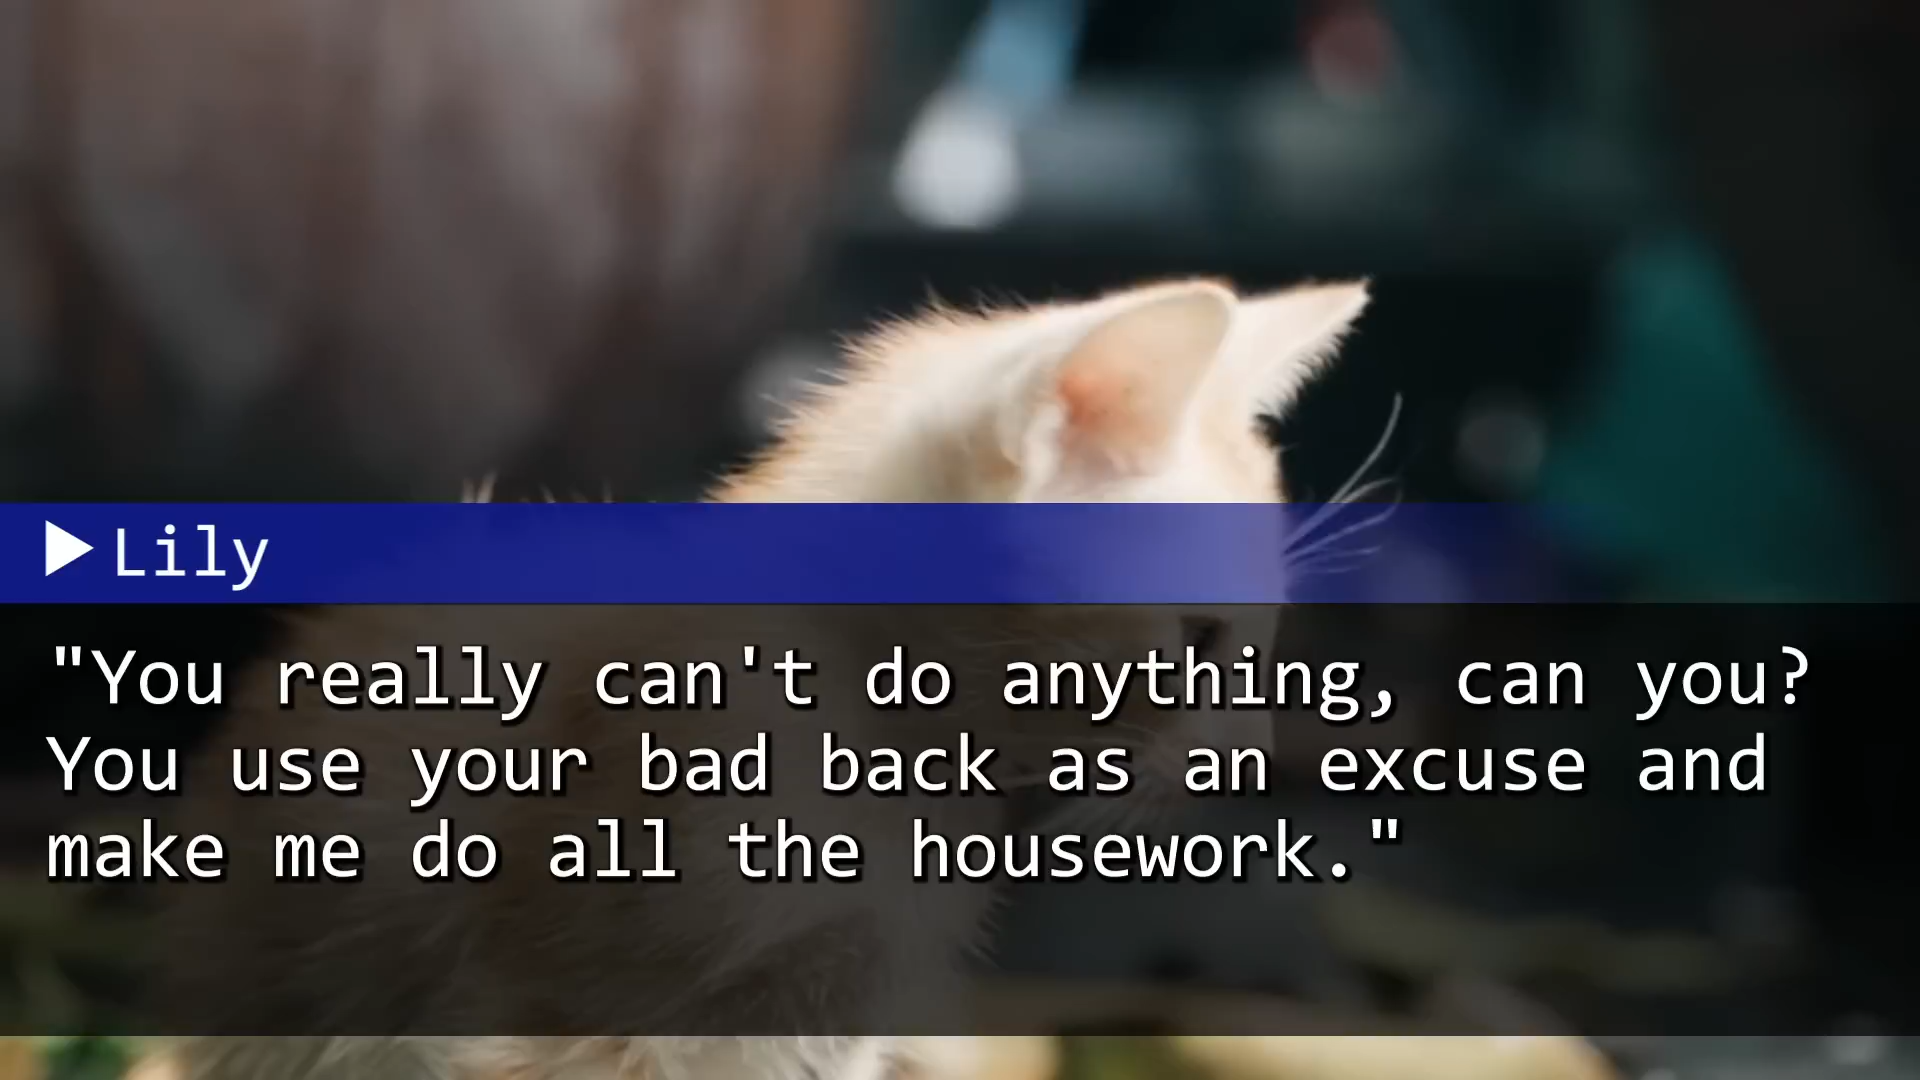 Lily
"You really can't do anything, can you?
You use your bad back as an excuse and
make me do all the housework."